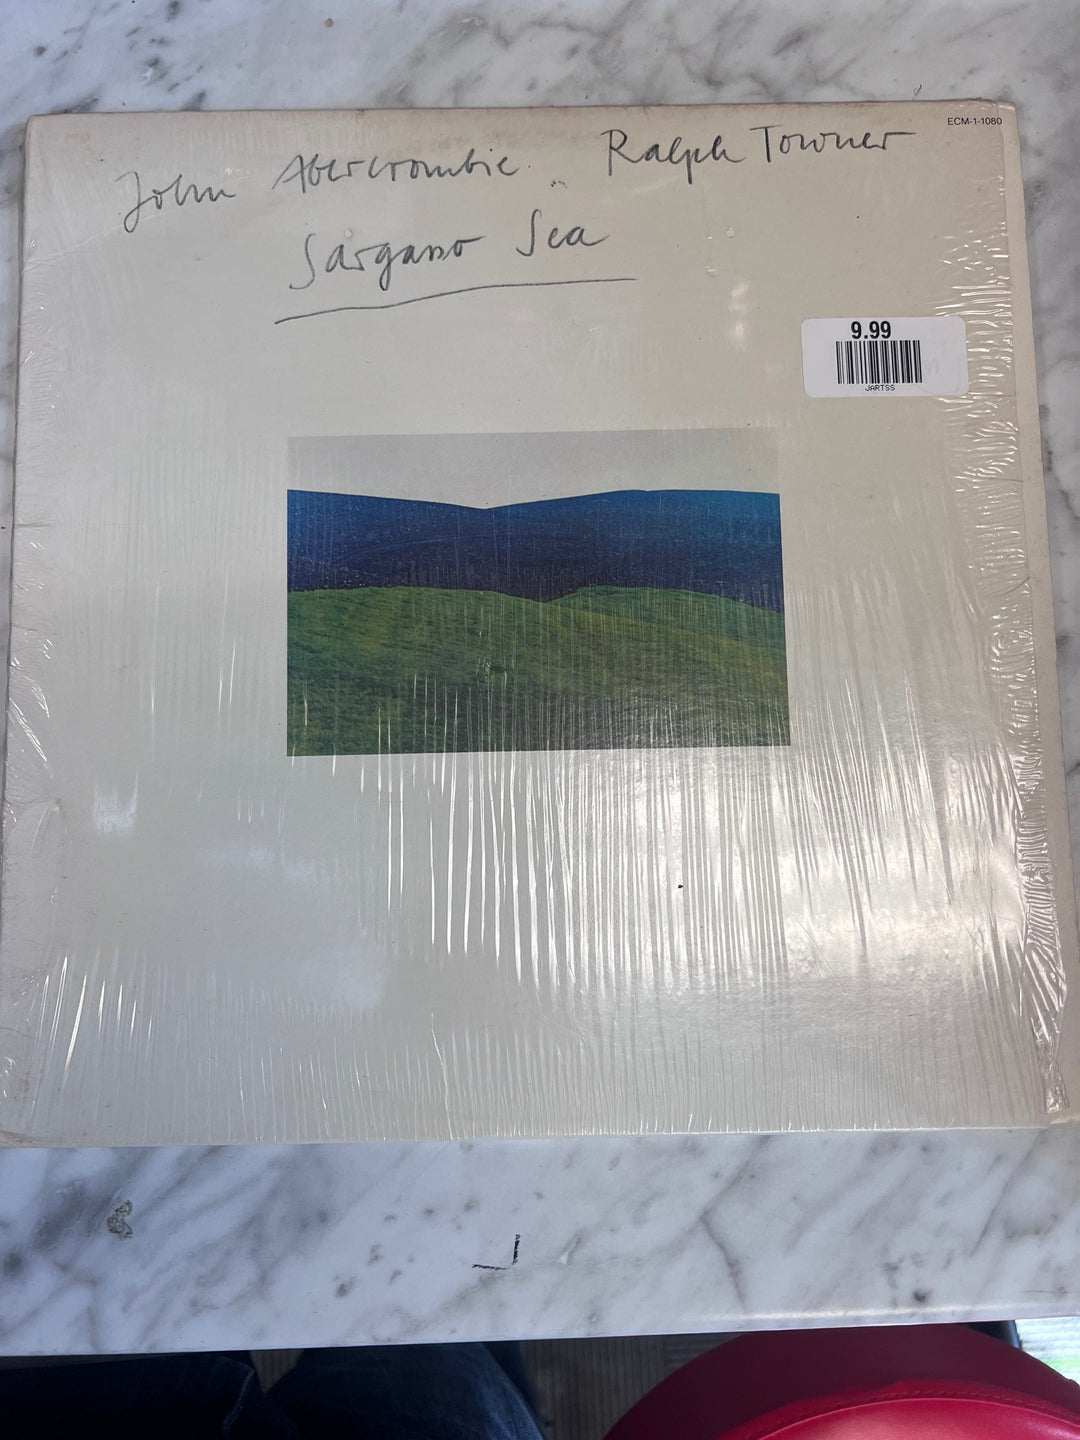 ECM-1-1080
John Abercrombie Ralph Towner
Sargasso Sea
9.99
JARTSS